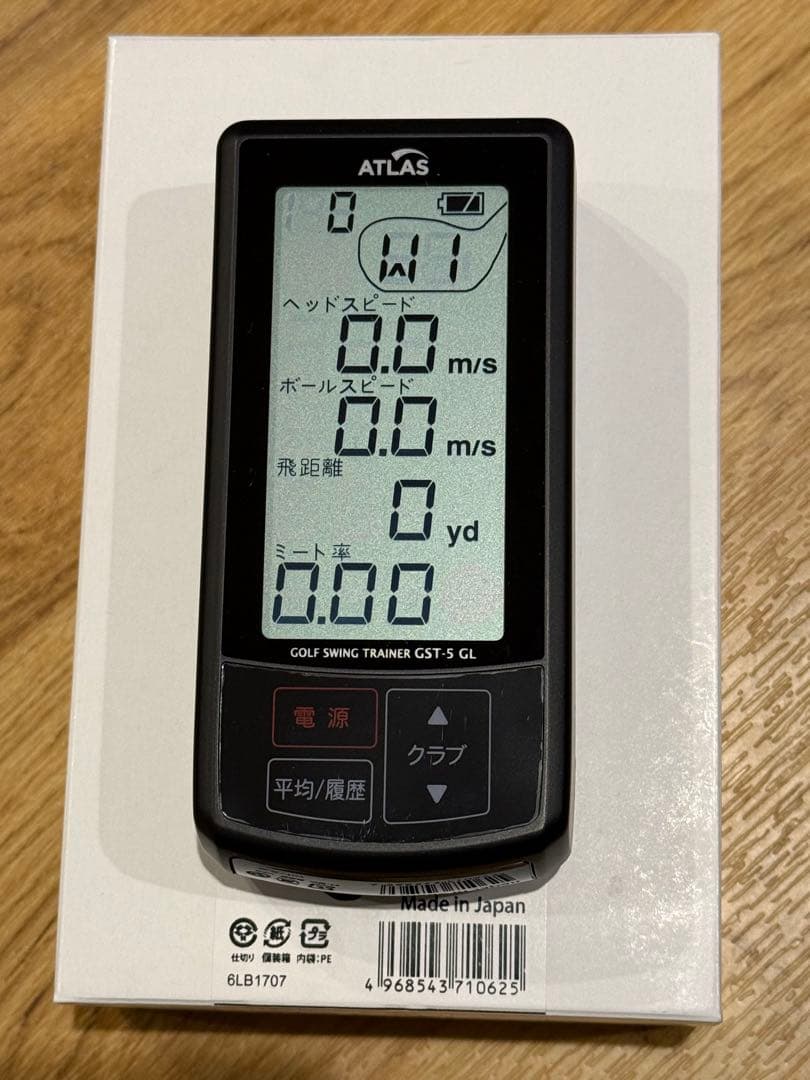 ATLAS
0
W1
ヘッドスピード
0.0 m/s
ボールスピード
0.0 m/s
飛距離
0 yd
ミート率
0.00
GOLF SWING TRAINER GST-5 GL
電源
▲
クラブ
▼
平均/履歴
Made in Japan
紙 プラ
仕切り 個装箱 内袋:PE
6LB1707
4 968543 710625